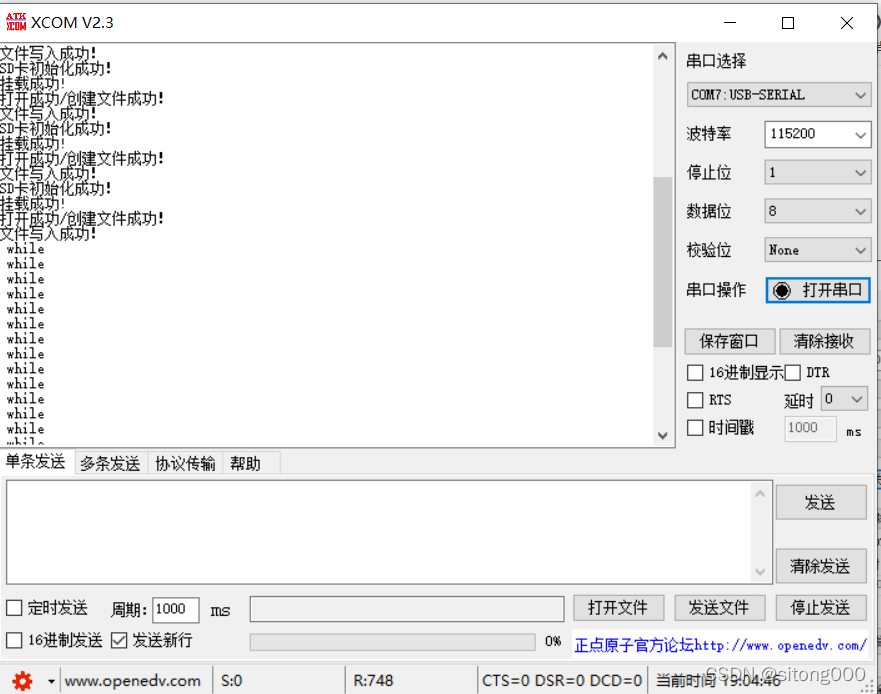 ATK XCOM XCOM V2.3
文件写入成功!
SD卡初始化成功!
挂载成功!
打开成功/创建文件成功!
文件写入成功!
SD卡初始化成功!
挂载成功!
打开成功/创建文件成功!
文件写入成功!
SD卡初始化成功!
挂载成功!
打开成功/创建文件成功!
文件写入成功!
while
while
while
while
while
while
while
while
while
while
while
while
while
while
串口选择
COM7:USB-SERIAL
波特率 115200
停止位 1
数据位 8
校验位 None
串口操作 打开串口
保存窗口 清除接收
16进制显示 DTR
RTS 延时 0
时间戳 1000 ms
单条发送 多条发送 协议传输 帮助
发送
清除发送
定时发送 周期: 1000 ms 打开文件 发送文件 停止发送
16进制发送 发送新行 0% 正点原子官方论坛http://www.openedv.com/
www.openedv.com S:0 R:748 CTS=0 DSR=0 DCD=0 当前时间 19:04:46
CSDN @sitong000